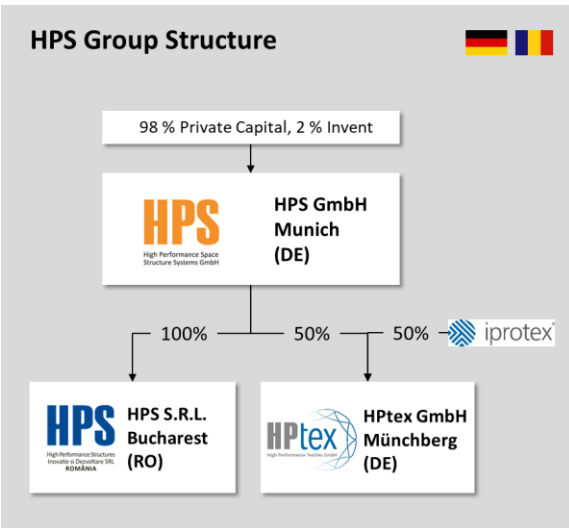 HPS Group Structure
98 % Private Capital, 2 % Invent
HPS
High Performance Space
Structure Systems GmbH
HPS GmbH
Munich
(DE)
100%
50%
50%
iprotex
HPS
High Performance Structures
Inovatie si Dezvoltare SRL
ROMÂNIA
HPS S.R.L.
Bucharest
(RO)
HPtex
High Performance Textiles GmbH
HPtex GmbH
Münchberg
(DE)